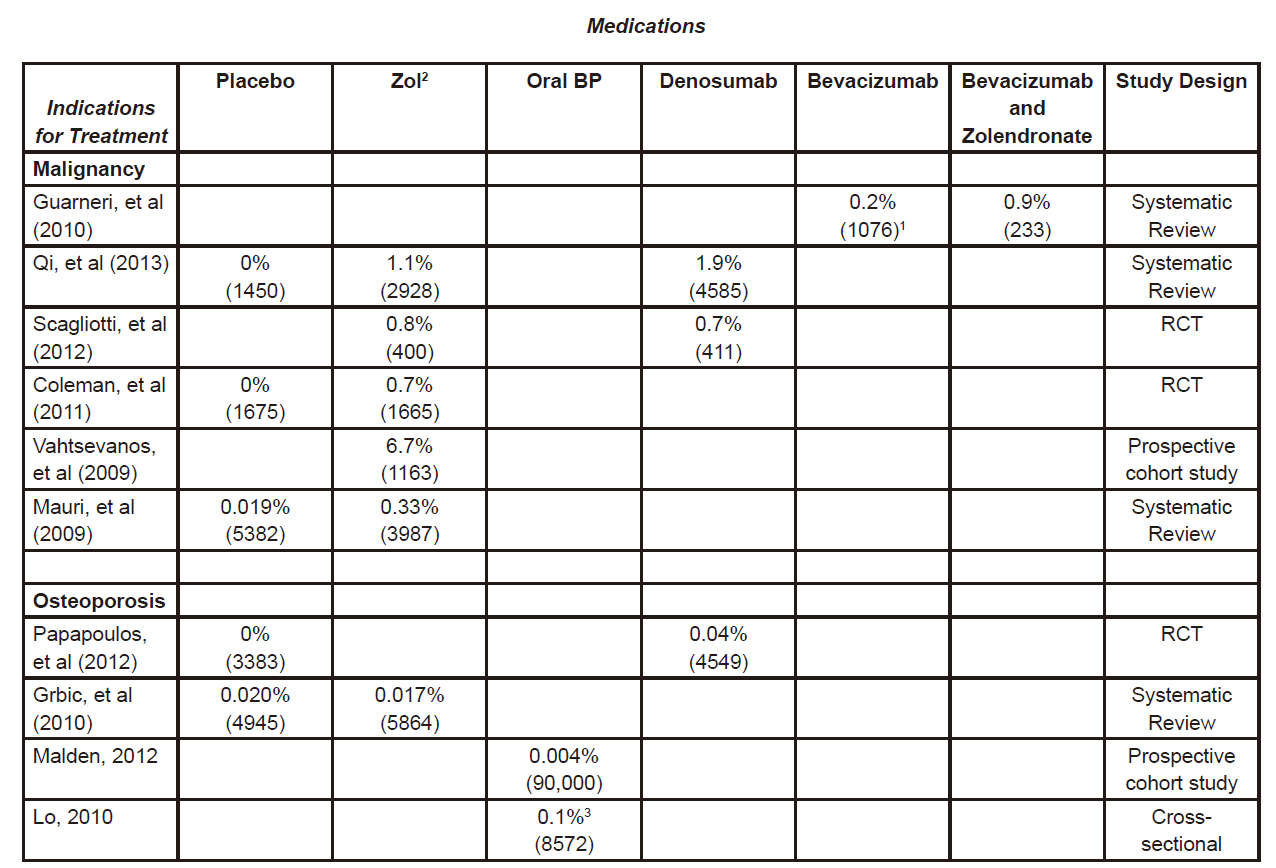 Medications
Indications
for Treatment
Placebo
Zol²
Oral BP
Denosumab
Bevacizumab
Bevacizumab
and
Zolendronate
Study Design
Malignancy
Guarneri, et al
(2010)
0.2%
(1076)¹
0.9%
(233)
Systematic
Review
Qi, et al (2013)
0%
(1450)
1.1%
(2928)
1.9%
(4585)
Systematic
Review
Scagliotti, et al
(2012)
0.8%
(400)
0.7%
(411)
RCT
Coleman, et al
(2011)
0%
(1675)
0.7%
(1665)
RCT
Vahtsevanos,
et al (2009)
6.7%
(1163)
Prospective
cohort study
Mauri, et al
(2009)
0.019%
(5382)
0.33%
(3987)
Systematic
Review
Osteoporosis
Papapoulos,
et al (2012)
0%
(3383)
0.04%
(4549)
RCT
Grbic, et al
(2010)
0.020%
(4945)
0.017%
(5864)
Systematic
Review
Malden, 2012
0.004%
(90,000)
Prospective
cohort study
Lo, 2010
0.1%³
(8572)
Cross-
sectional